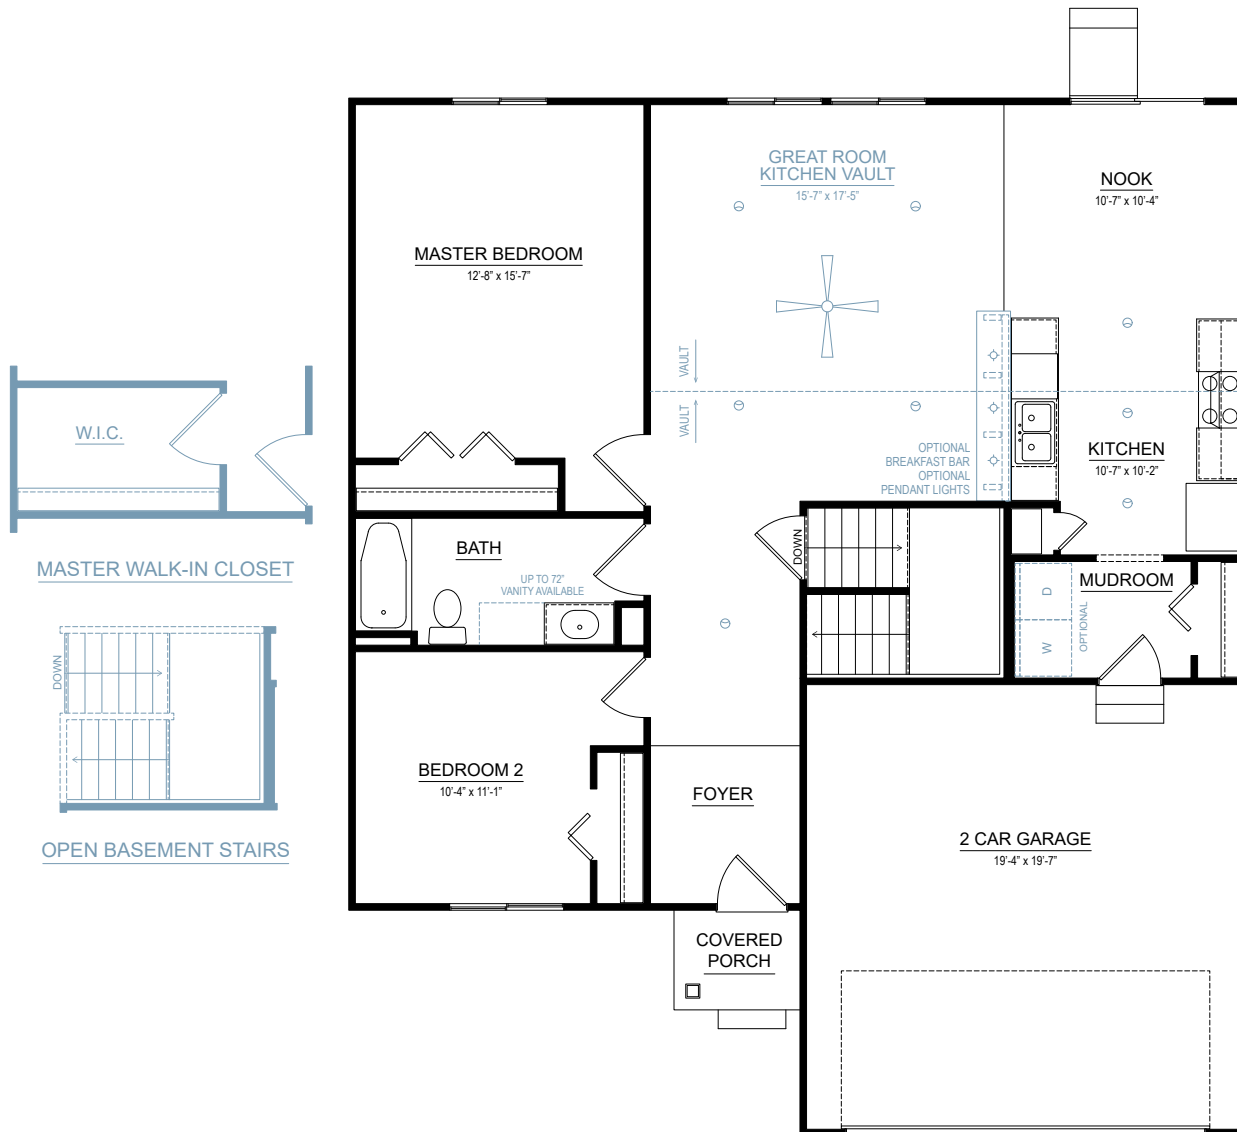 GREAT ROOM
KITCHEN VAULT
15'-7" x 17'-5"
NOOK
10'-7" x 10'-4"
MASTER BEDROOM
12'-8" x 15'-7"
VAULT
VAULT
W.I.C.
OPTIONAL
BREAKFAST BAR
OPTIONAL
PENDANT LIGHTS
KITCHEN
10'-7" x 10'-2"
MASTER WALK-IN CLOSET
BATH
UP TO 72"
VANITY AVAILABLE
DOWN
MUDROOM
D
W
OPTIONAL
DOWN
OPEN BASEMENT STAIRS
BEDROOM 2
10'-4" x 11'-1"
FOYER
2 CAR GARAGE
19'-4" x 19'-7"
COVERED
PORCH